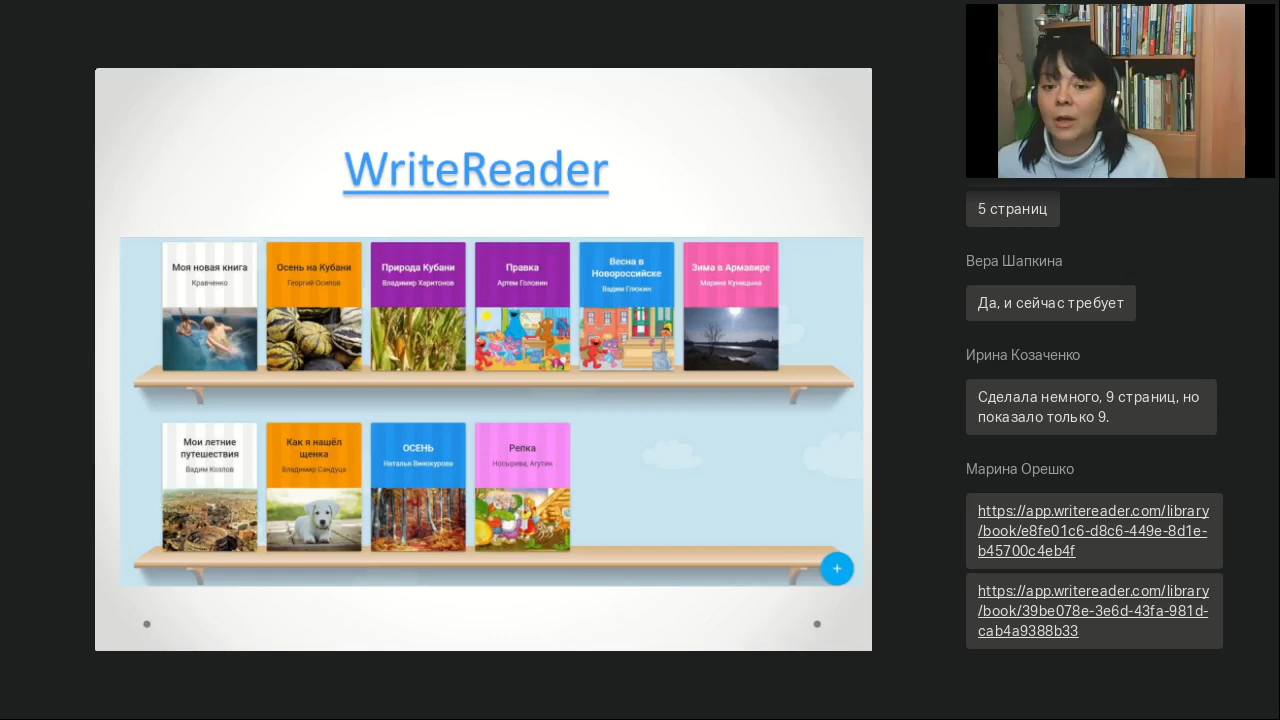 WriteReader
Моя новая книга
Кравченко
Осень на Кубани
Георгий Осипов
Природа Кубани
Владимир Харитонов
Правка
Артем Головин
Весна в
Новороссийске
Вадим Глюкин
Зима в Армавире
Марина Куницына
Мои летние
путешествия
Вадим Козлов
Как я нашёл
щенка
Владимир Сандуца
ОСЕНЬ
Наталья Винокурова
Репка
Носырева, Агутин
+
5 страниц
Вера Шапкина
Да, и сейчас требует
Ирина Козаченко
Сделала немного, 9 страниц, но
показало только 9.
Марина Орешко
https://app.writereader.com/library
/book/e8fe01c6-d8c6-449e-8d1e-
b45700c4eb4f
https://app.writereader.com/library
/book/39be078e-3e6d-43fa-981d-
cab4a9388b33